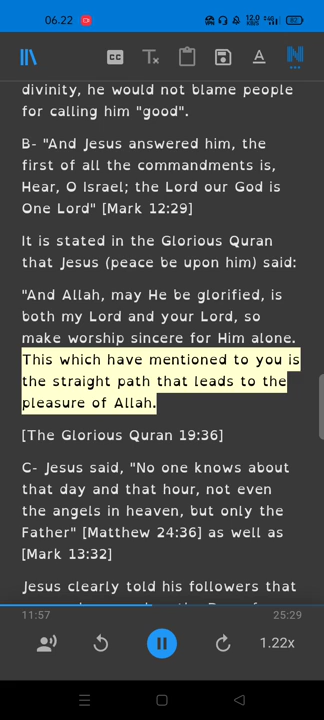 06.22
divinity, he would not blame people
for calling him "good".
B- "And Jesus answered him, the
first of all the commandments is,
Hear, O Israel; the Lord our God is
One Lord" [Mark 12:29]
It is stated in the Glorious Quran
that Jesus (peace be upon him) said:
"And Allah, may He be glorified, is
both my Lord and your Lord, so
make worship sincere for Him alone.
This which have mentioned to you is
the straight path that leads to the
pleasure of Allah.
[The Glorious Quran 19:36]
C- Jesus said, "No one knows about
that day and that hour, not even
the angels in heaven, but only the
Father" [Matthew 24:36] as well as
[Mark 13:32]
Jesus clearly told his followers that
11:57 25:29
1.22x